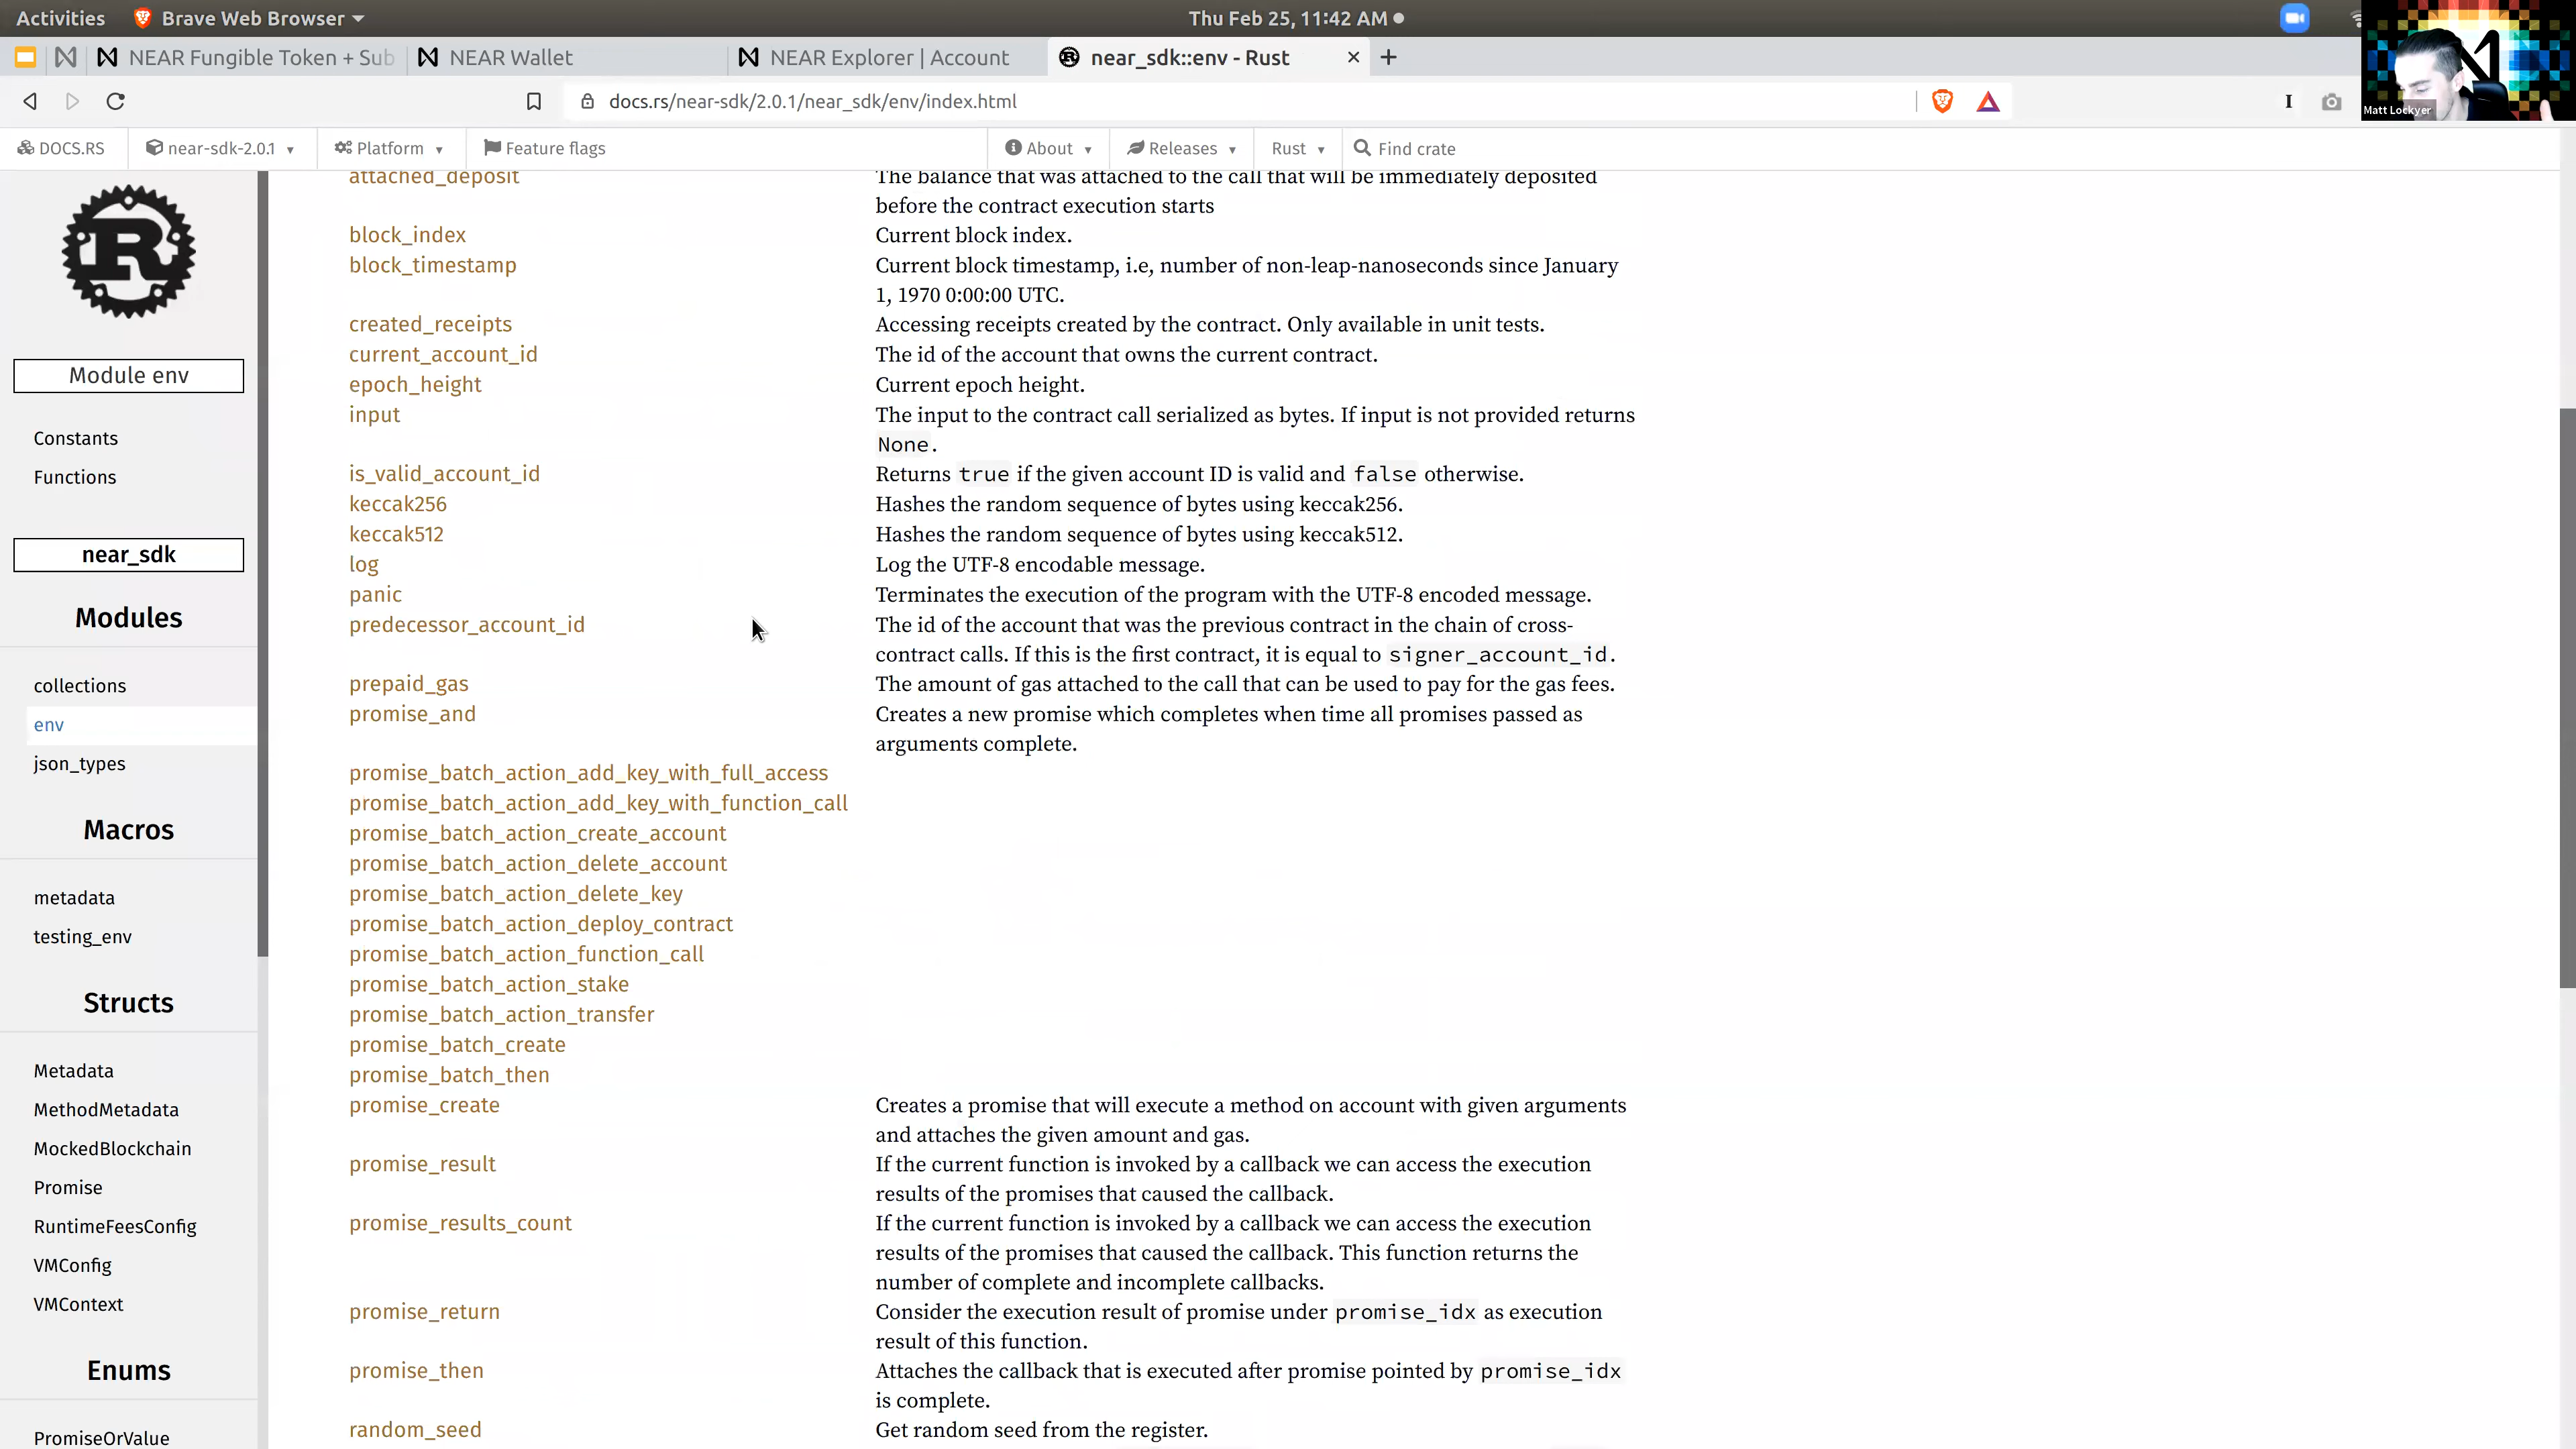 Activities Brave Web Browser Thu Feb 25, 11:42 AM
NEAR Fungible Token + Sub NEAR Wallet NEAR Explorer | Account near_sdk::env - Rust
docs.rs/near-sdk/2.0.1/near_sdk/env/index.html
Matt Lockyer
DOCS.RS near-sdk-2.0.1 Platform Feature flags About Releases Rust Find crate
Module env
Constants
Functions
near_sdk
Modules
collections
env
json_types
Macros
metadata
testing_env
Structs
Metadata
MethodMetadata
MockedBlockchain
Promise
RuntimeFeesConfig
VMConfig
VMContext
Enums
PromiseOrValue
attached_deposit The balance that was attached to the call that will be immediately deposited
before the contract execution starts
block_index Current block index.
block_timestamp Current block timestamp, i.e, number of non-leap-nanoseconds since January
1, 1970 0:00:00 UTC.
created_receipts Accessing receipts created by the contract. Only available in unit tests.
current_account_id The id of the account that owns the current contract.
epoch_height Current epoch height.
input The input to the contract call serialized as bytes. If input is not provided returns
None.
is_valid_account_id Returns true if the given account ID is valid and false otherwise.
keccak256 Hashes the random sequence of bytes using keccak256.
keccak512 Hashes the random sequence of bytes using keccak512.
log Log the UTF-8 encodable message.
panic Terminates the execution of the program with the UTF-8 encoded message.
predecessor_account_id The id of the account that was the previous contract in the chain of cross-
contract calls. If this is the first contract, it is equal to signer_account_id.
prepaid_gas The amount of gas attached to the call that can be used to pay for the gas fees.
promise_and Creates a new promise which completes when time all promises passed as
arguments complete.
promise_batch_action_add_key_with_full_access
promise_batch_action_add_key_with_function_call
promise_batch_action_create_account
promise_batch_action_delete_account
promise_batch_action_delete_key
promise_batch_action_deploy_contract
promise_batch_action_function_call
promise_batch_action_stake
promise_batch_action_transfer
promise_batch_create
promise_batch_then
promise_create Creates a promise that will execute a method on account with given arguments
and attaches the given amount and gas.
promise_result If the current function is invoked by a callback we can access the execution
results of the promises that caused the callback.
promise_results_count If the current function is invoked by a callback we can access the execution
results of the promises that caused the callback. This function returns the
number of complete and incomplete callbacks.
promise_return Consider the execution result of promise under promise_idx as execution
result of this function.
promise_then Attaches the callback that is executed after promise pointed by promise_idx
is complete.
random_seed Get random seed from the register.